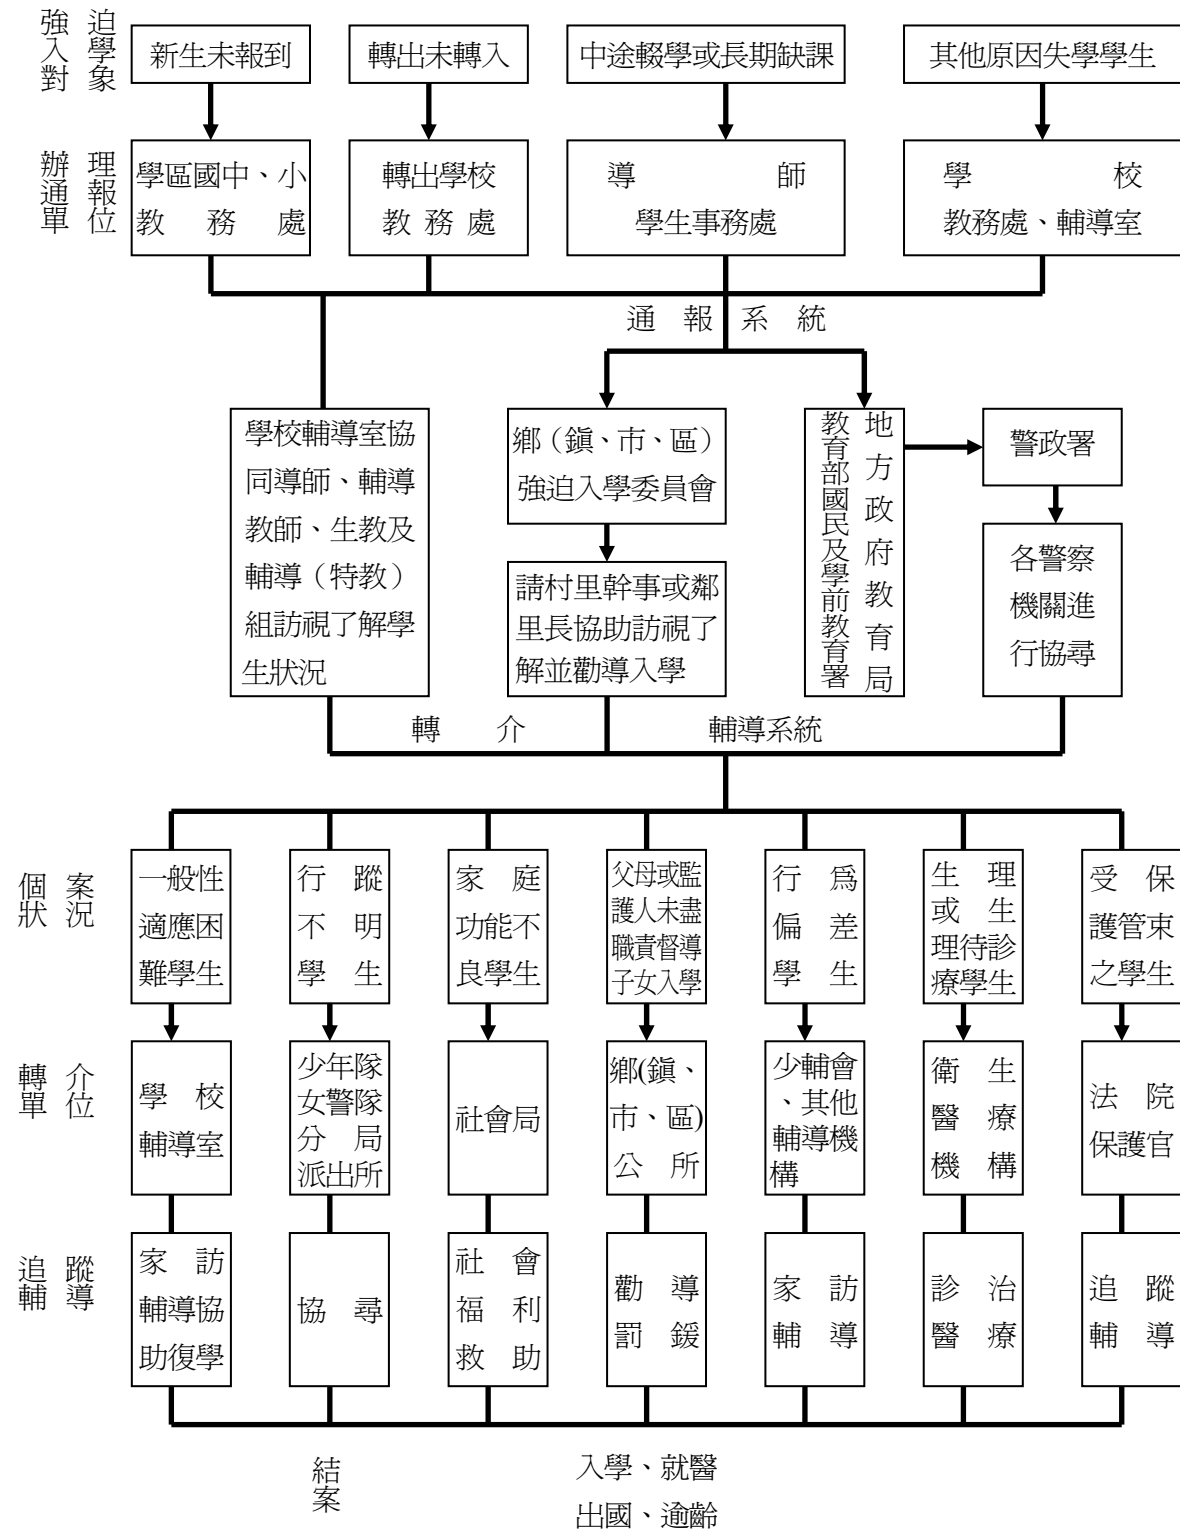 強迫
入學
對象
新生未報到
轉出未轉入
中途輟學或長期缺課
其他原因失學學生
辦理
通報
單位
學區國中、小
教務處
轉出學校
教務處
導師
學生事務處
學校
教務處、輔導室
通報系統
學校輔導室協
同導師、輔導
教師、生教及
輔導（特教）
組訪視了解學
生狀況
鄉（鎮、市、區）
強迫入學委員會
請村里幹事或鄰
里長協助訪視了
解並勸導入學
地方政府教育局
教育部國民及學前教育署
警政署
各警察
機關進
行協尋
轉介
輔導系統
個案
狀況
一般性
適應困
難學生
行蹤
不明
學生
家庭
功能不
良學生
父母或監
護人未盡
職責督導
子女入學
行為
偏差
學生
生理
或生
理待診
療學生
受保
護管束
之學生
轉介
單位
學校
輔導室
少年隊
女警隊
分局
派出所
社會局
鄉(鎮、
市、區)
公所
少輔會
、其他
輔導機
構
衛生
醫療
機構
法院
保護官
追蹤
輔導
家訪
輔導協
助復學
協尋
社會
福利
救助
勸導
罰鍰
家訪
輔導
診治
醫療
追蹤
輔導
結案
入學、就醫
出國、逾齡